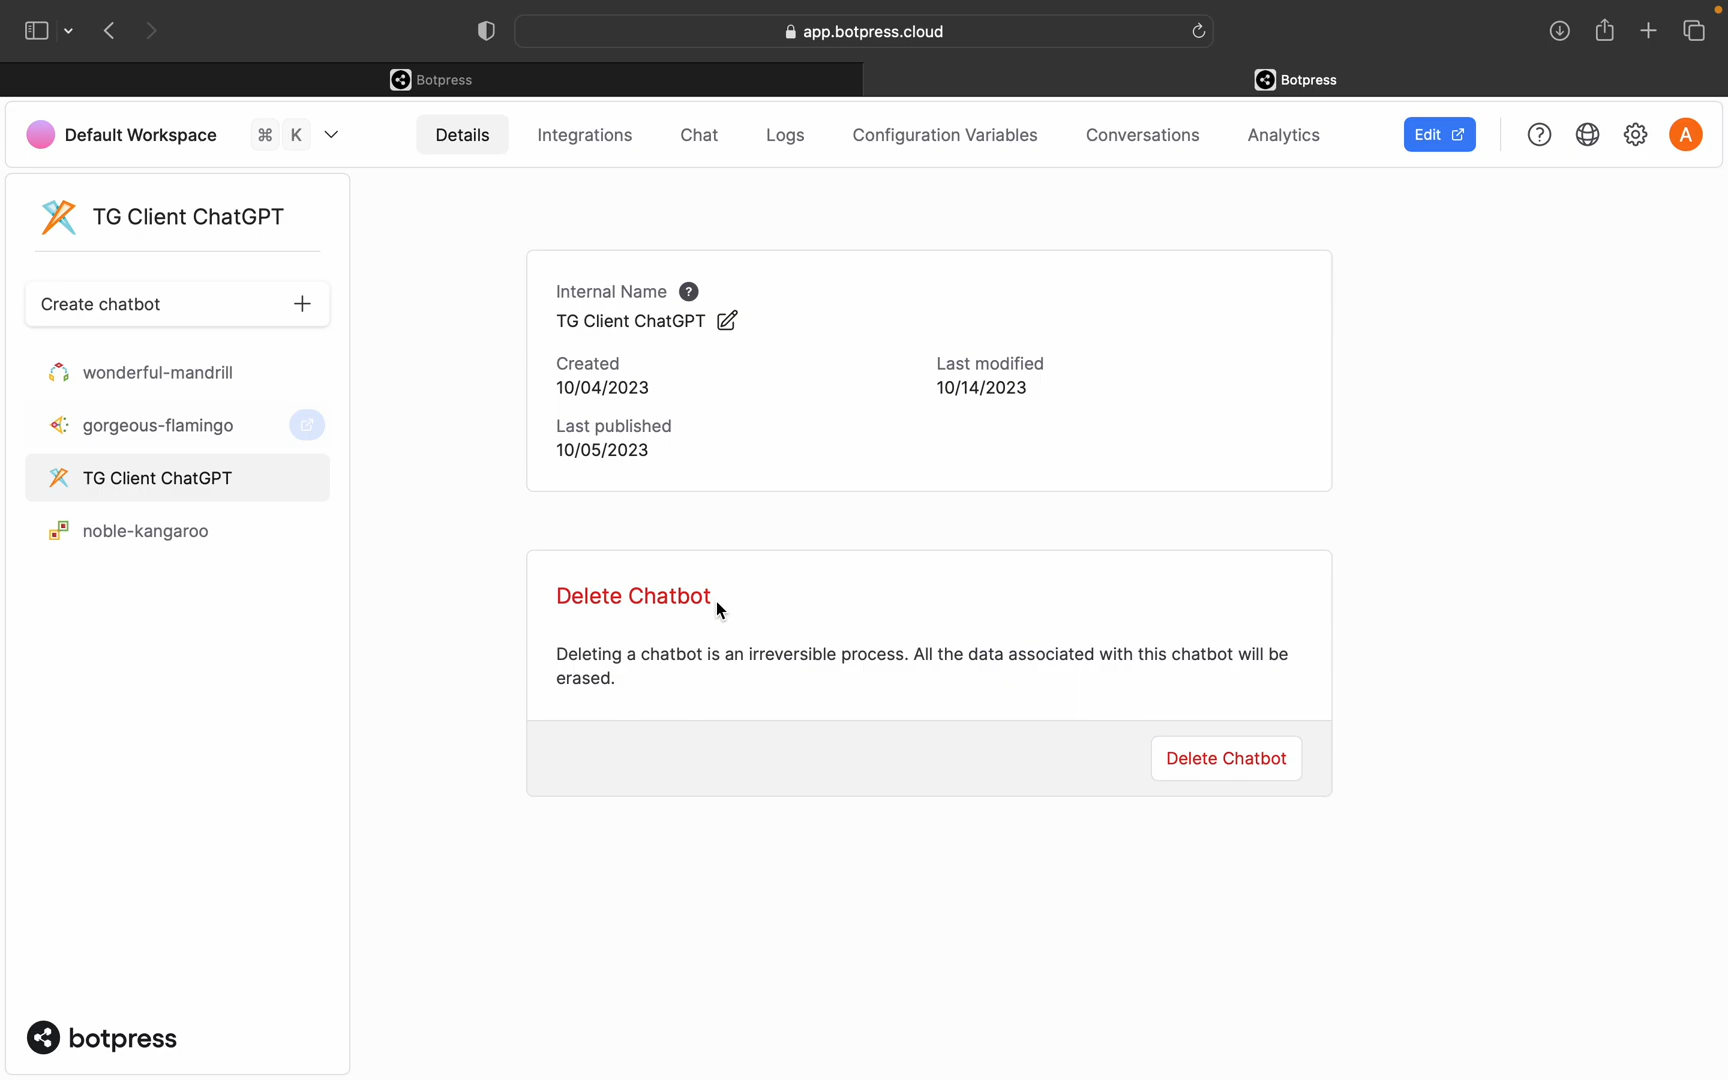 app.botpress.cloud
Botpress
Botpress
Default Workspace ⌘ K
Details
Integrations
Chat
Logs
Configuration Variables
Conversations
Analytics
Edit
A
TG Client ChatGPT
Create chatbot
wonderful-mandrill
gorgeous-flamingo
TG Client ChatGPT
noble-kangaroo
botpress
Internal Name ?
TG Client ChatGPT
Created
10/04/2023
Last modified
10/14/2023
Last published
10/05/2023
Delete Chatbot
Deleting a chatbot is an irreversible process. All the data associated with this chatbot will be
erased.
Delete Chatbot